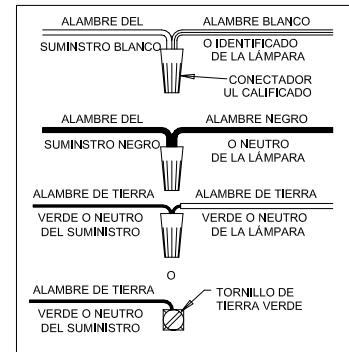 ALAMBRE DEL ALAMBRE BLANCO
SUMINSTRO BLANCO O IDENTIFICADO
DE LA LÁMPARA
CONECTADOR
UL CALIFICADO
ALAMBRE DEL ALAMBRE NEGRO
SUMINSTRO NEGRO O NEUTRO
DE LA LÁMPARA
ALAMBRE DE TIERRA ALAMBRE DE TIERRA
VERDE O NEUTRO VERDE O NEUTRO
DEL SUMINISTRO DE LA LÁMPARA
O
ALAMBRE DE TIERRA TORNILLO DE
TIERRA VERDE
VERDE O NEUTRO
DEL SUMINISTRO